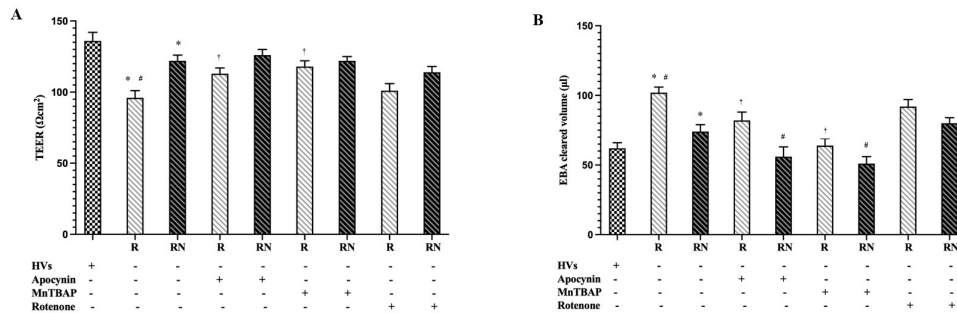 A
TEER (Ωcm²)
150
100
50
0
* #
*
†
†
R RN R RN R RN R RN
HVs + - - - - - - - -
Apocynin - - - + + - - - -
MnTBAP - - - - - + + - -
Rotenone - - - - - - - + +
B
EBA cleared volume (µl)
150
100
50
0
* #
*
†
#
†
#
R RN R RN R RN R RN
HVs + - - - - - - - -
Apocynin - - - + + - - - -
MnTBAP - - - - - + + - -
Rotenone - - - - - - - + +